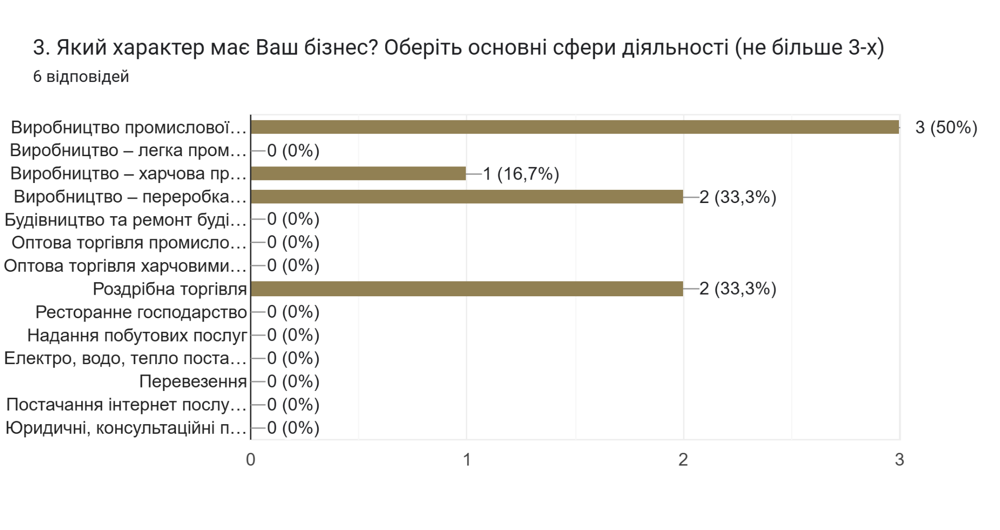 3. Який характер має Ваш бізнес? Оберіть основні сфери діяльності (не більше 3-х)
6 відповідей
Виробництво промислової… 3 (50%)
Виробництво – легка пром… 0 (0%)
Виробництво – харчова пр… 1 (16,7%)
Виробництво – переробка… 2 (33,3%)
Будівництво та ремонт буді… 0 (0%)
Оптова торгівля промисло… 0 (0%)
Оптова торгівля харчовими… 0 (0%)
Роздрібна торгівля 2 (33,3%)
Ресторанне господарство 0 (0%)
Надання побутових послуг 0 (0%)
Електро, водо, тепло поста… 0 (0%)
Перевезення 0 (0%)
Постачання інтернет послу… 0 (0%)
Юридичні, консультаційні п… 0 (0%)
0 1 2 3